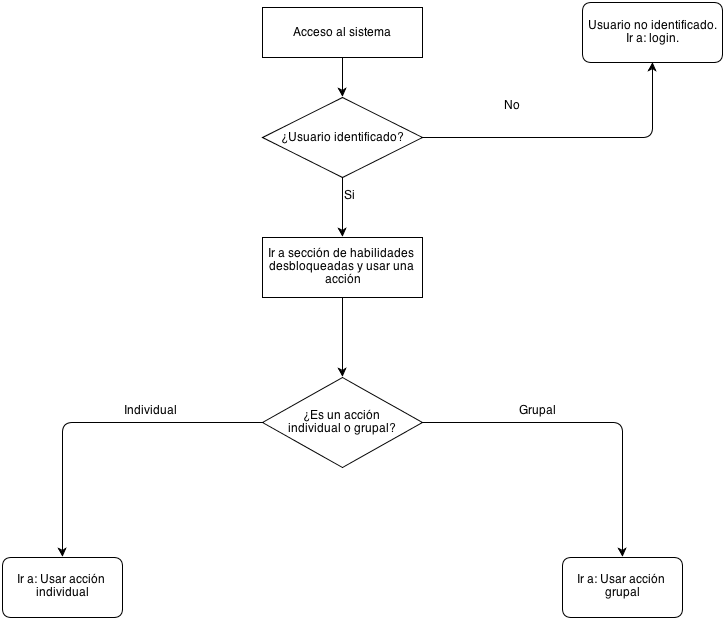 Acceso al sistema
Usuario no identificado.
Ir a: login.
No
¿Usuario identificado?
Si
Ir a sección de habilidades
desbloqueadas y usar una
acción
Individual
¿Es un acción
individual o grupal?
Grupal
Ir a: Usar acción
individual
Ir a: Usar acción
grupal